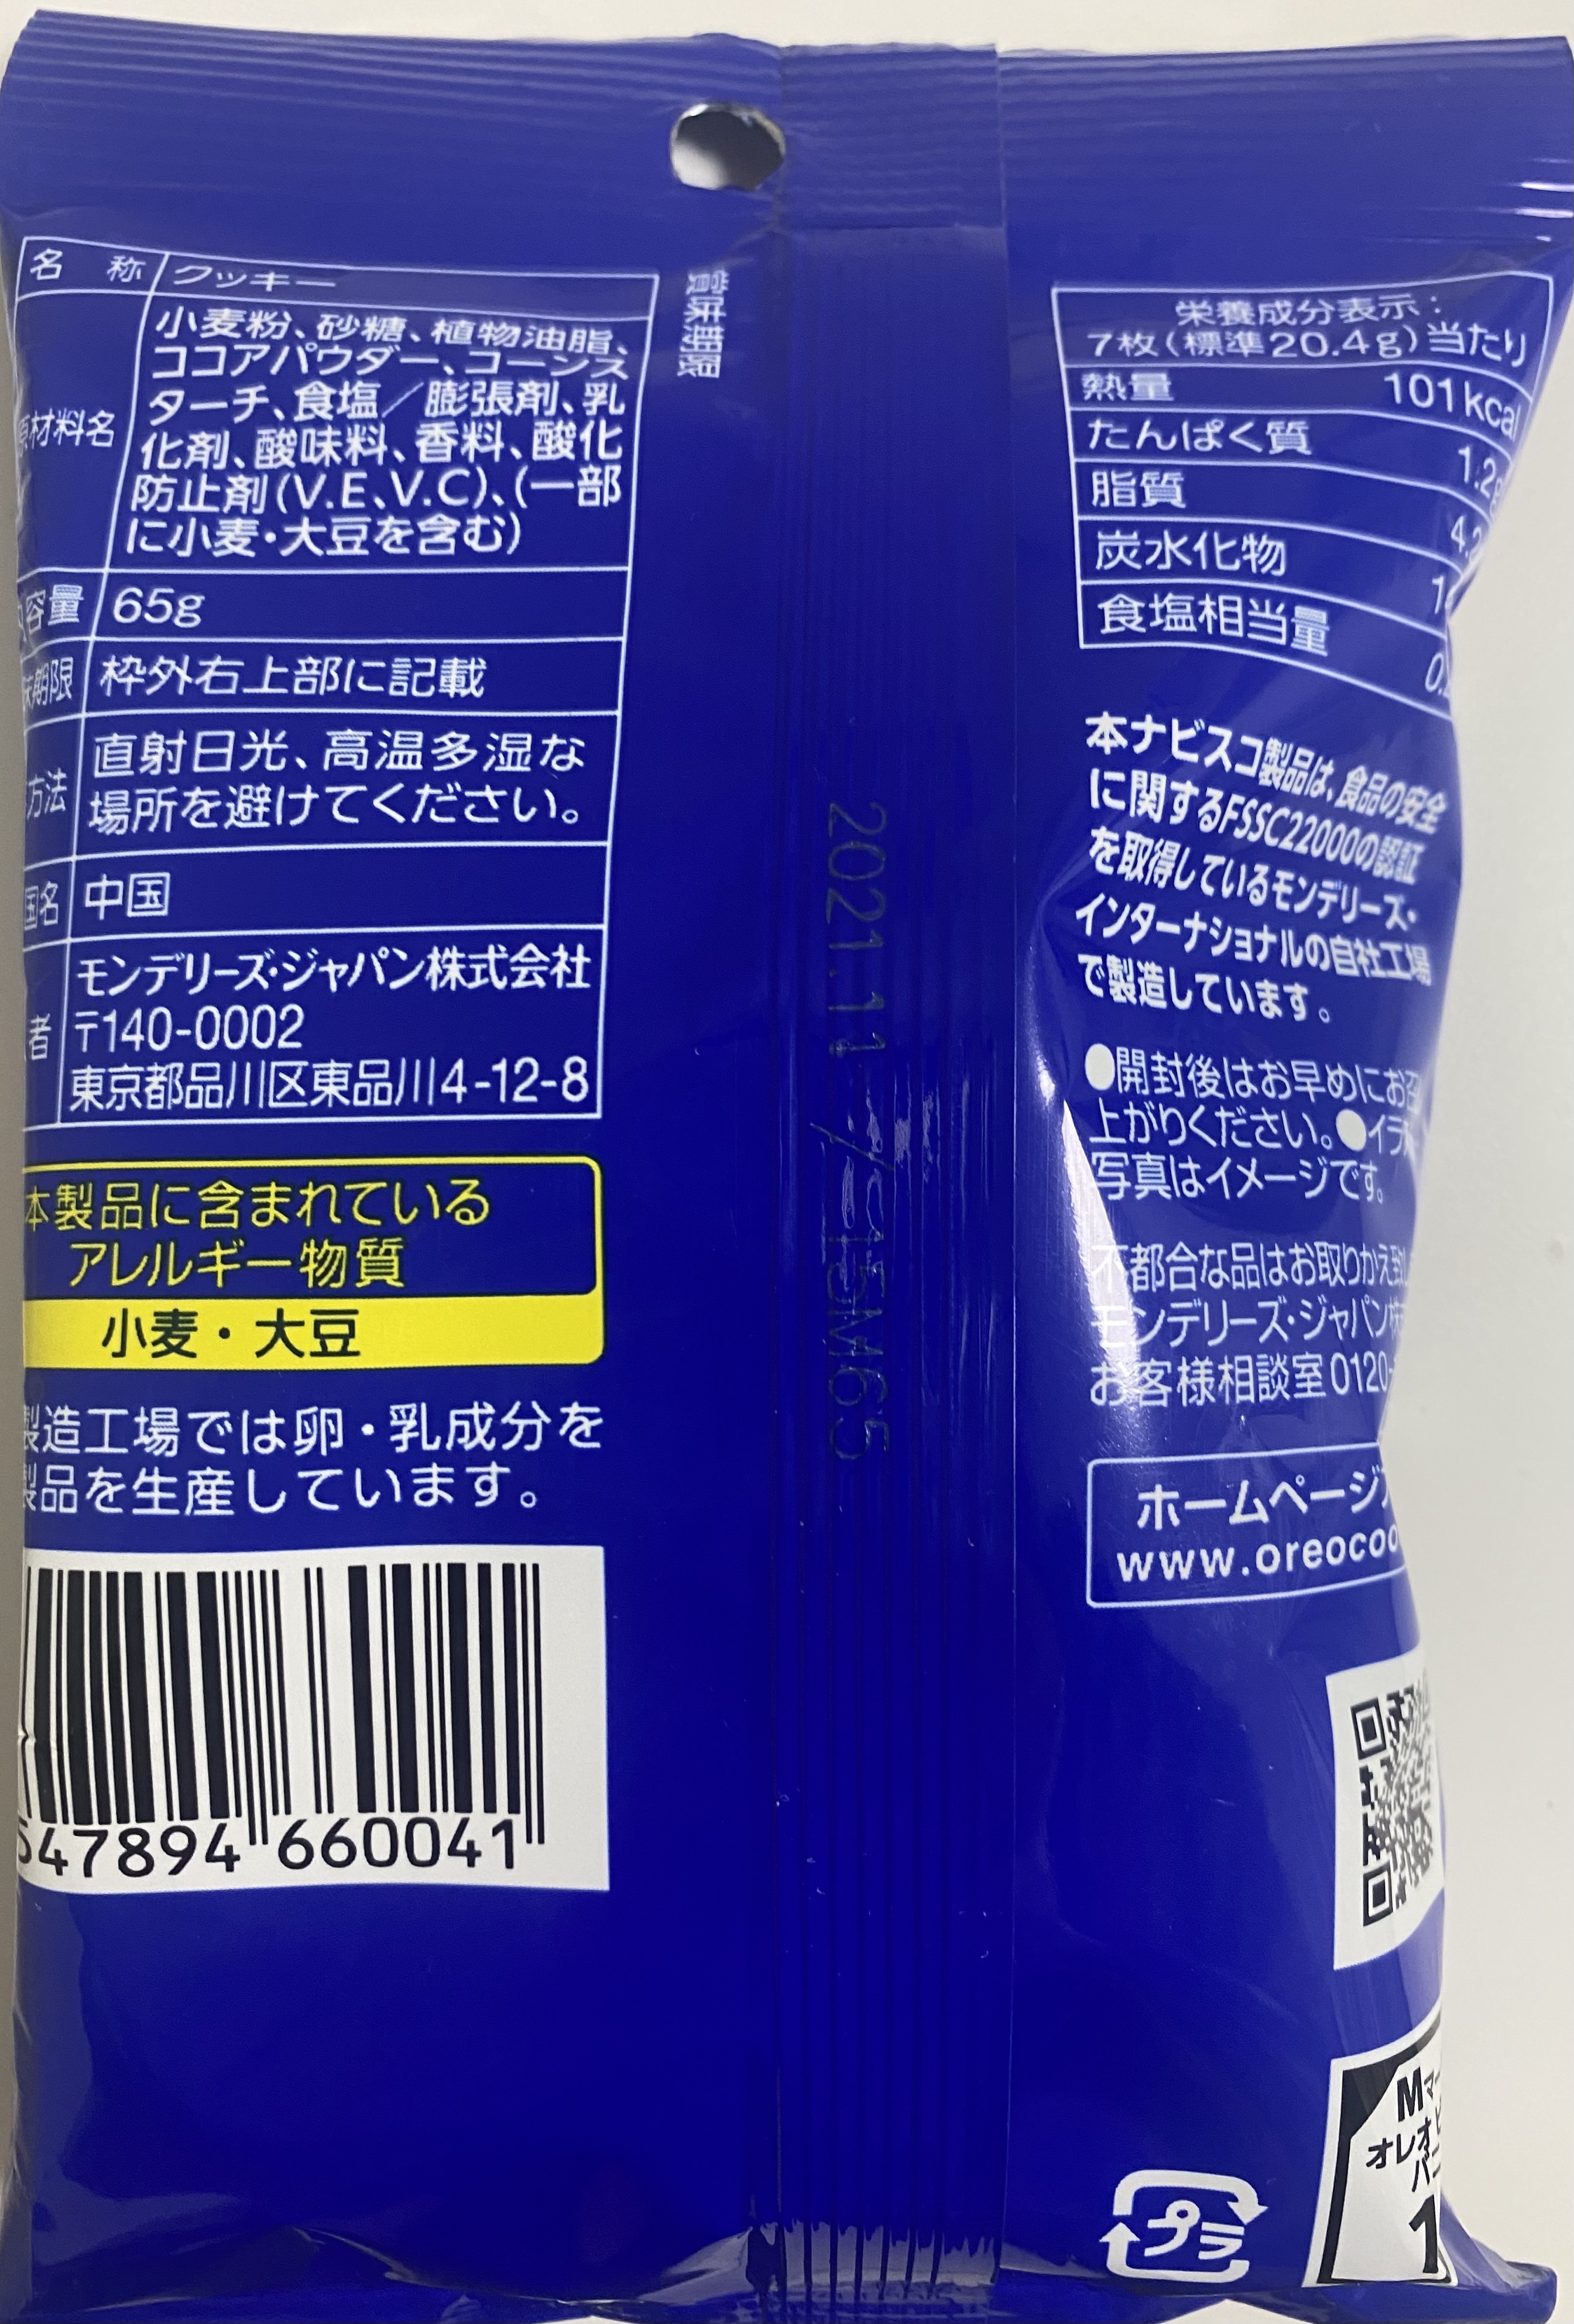 名 称 クッキー
原材料名 小麦粉、砂糖、植物油脂、
ココアパウダー、コーンス
ターチ、食塩／膨張剤、乳
化剤、酸味料、香料、酸化
防止剤(V.E、V.C)、(一部
に小麦・大豆を含む)
容量 65g
期限 枠外右上部に記載
方法 直射日光、高温多湿な
場所を避けてください。
国名 中国
者 モンデリーズ・ジャパン株式会社
〒140-0002
東京都品川区東品川4-12-8
本製品に含まれている
アレルギー物質
小麦・大豆
製造工場では卵・乳成分を
製品を生産しています。
547894 660041
賞味期限
2021.11
栄養成分表示:
7枚(標準20.4g)当たり
熱量 101kcal
たんぱく質 1.2g
脂質 4.2
炭水化物 1
食塩相当量 0.
本ナビスコ製品は、食品の安全
に関するFSSC22000の認証
を取得しているモンデリーズ・
インターナショナルの自社工場
で製造しています。
●開封後はお早めにお召
上がりください。●イラ
写真はイメージです。
不都合な品はお取りかえ致し
モンデリーズ・ジャパン株
お客様相談室0120-
ホームページ
www.oreocoo
Mマー
オレオ
バ
1
プラ